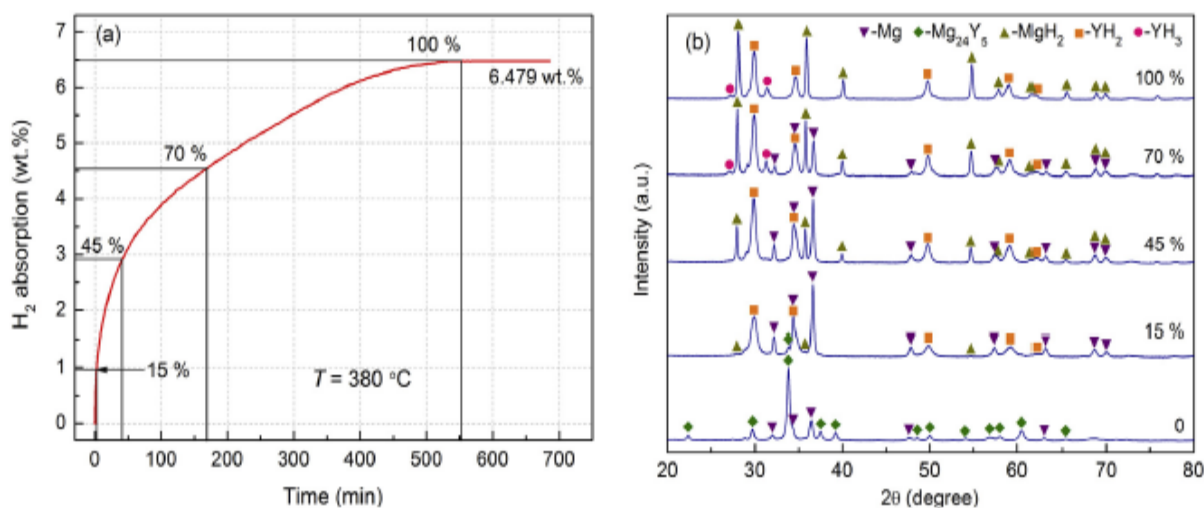 (a)
100 %
6.479 wt.%
70 %
45 %
15 %
T = 380 °C
H₂ absorption (wt.%)
7
6
5
4
3
2
1
0
0 100 200 300 400 500 600 700
Time (min)
(b)
-Mg -Mg₂₄Y₅ -MgH₂ -YH₂ -YH₃
100 %
70 %
45 %
15 %
0
Intensity (a.u.)
20 30 40 50 60 70 80
2θ (degree)